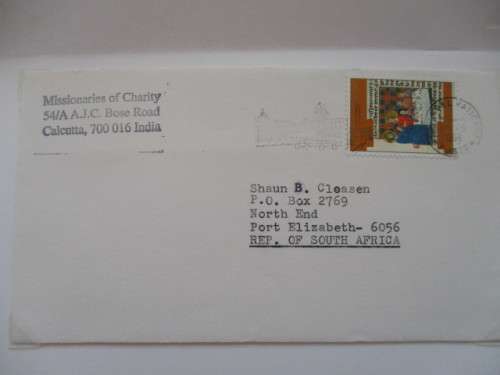 Missionaries of Charity
54/A A.J.C. Bose Road
Calcutta, 700 016 India
Shaun B. Cloasen
P.O. Box 2769
North End
Port Elizabeth- 6056
REP. OF SOUTH AFRICA